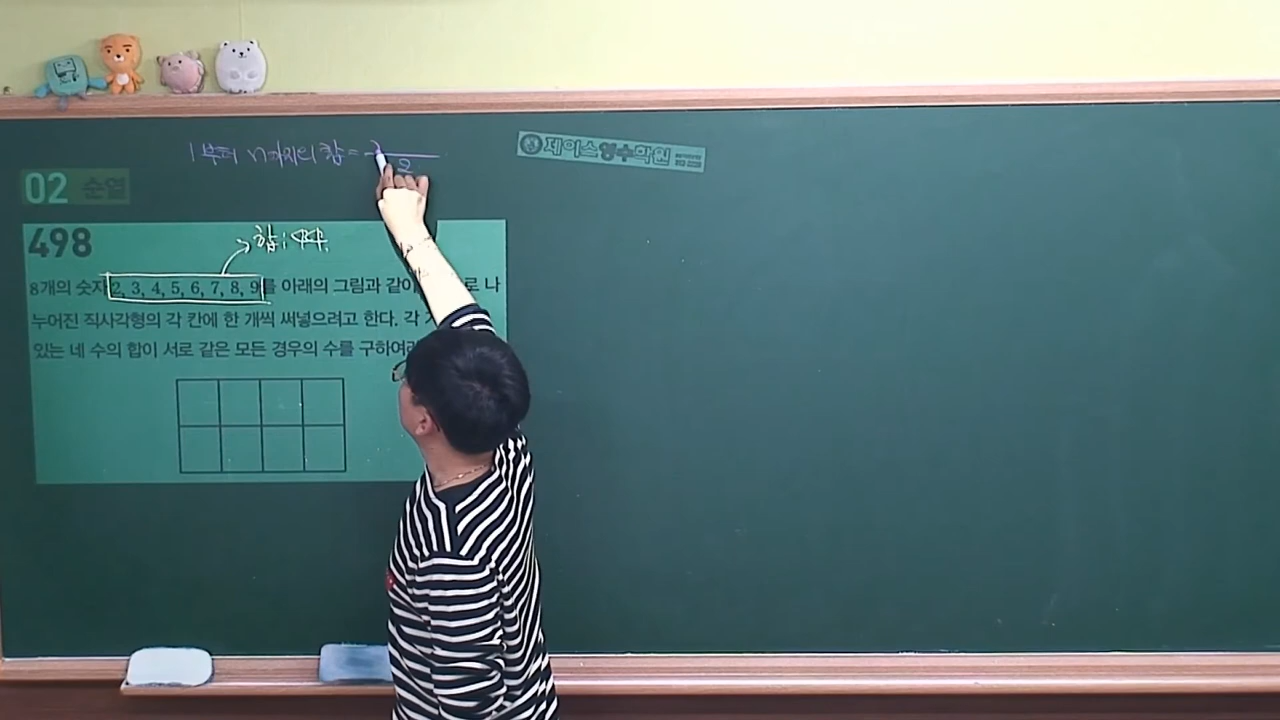 1부터 n까지의 합 = 2
제이스영수학원
02 순열
498
합: 44.
8개의 숫자 2, 3, 4, 5, 6, 7, 8, 9를 아래의 그림과 같이 로 나
누어진 직사각형의 각 칸에 한 개씩 써넣으려고 한다. 각
있는 네 수의 합이 서로 같은 모든 경우의 수를 구하여라